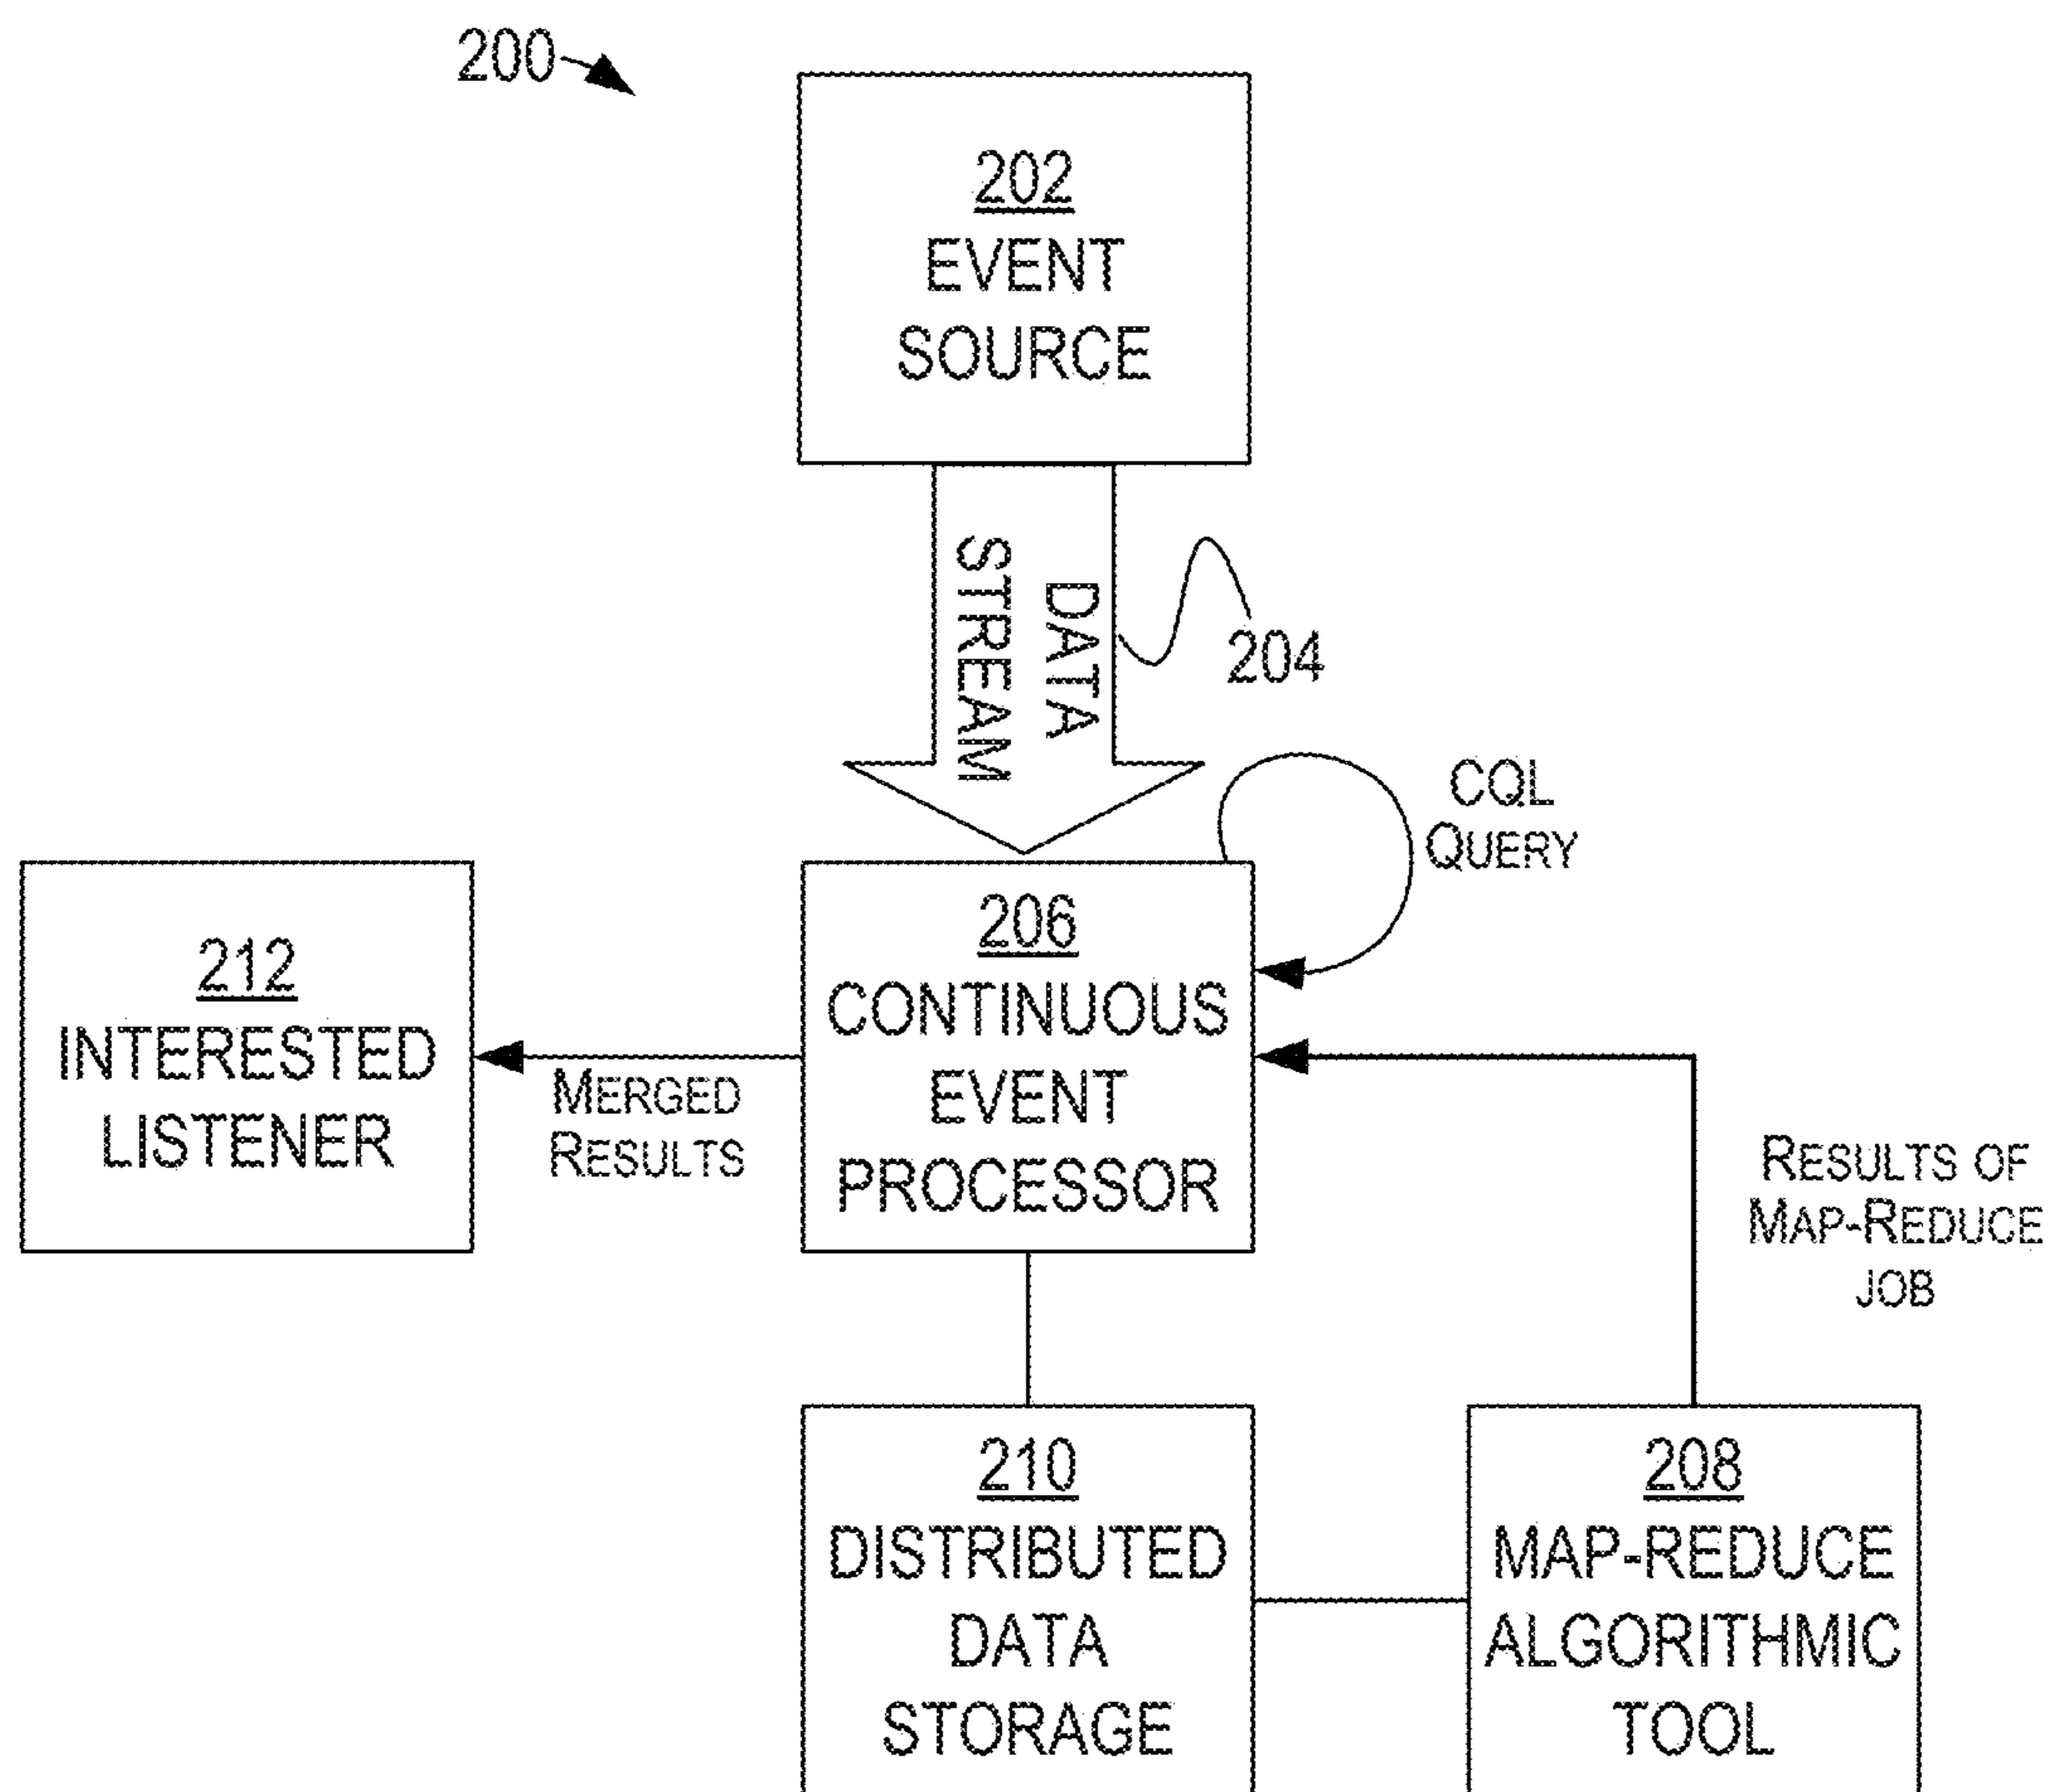 200
202
EVENT
SOURCE
DATA
STREAM
204
CQL
QUERY
206
CONTINUOUS
EVENT
PROCESSOR
212
INTERESTED
LISTENER
MERGED
RESULTS
RESULTS OF
MAP-REDUCE
JOB
210
DISTRIBUTED
DATA
STORAGE
208
MAP-REDUCE
ALGORITHMIC
TOOL